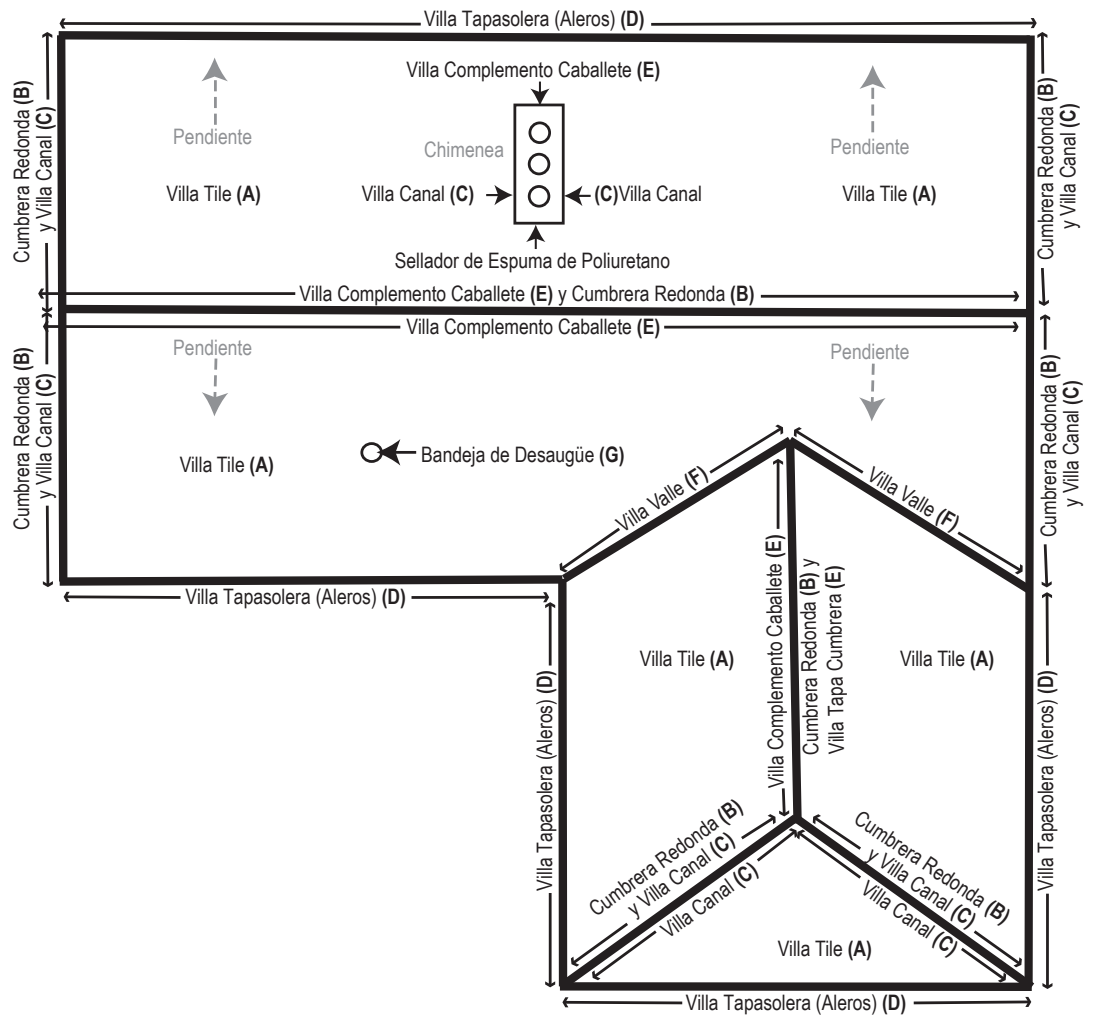 Villa Tapasolera (Aleros) (D)
Cumbrera Redonda (B)
y Villa Canal (C)
Villa Complemento Caballete (E)
Cumbrera Redonda (B)
y Villa Canal (C)
Pendiente
Chimenea
Pendiente
Villa Tile (A)
Villa Canal (C)
(C)Villa Canal
Villa Tile (A)
Sellador de Espuma de Poliuretano
Villa Complemento Caballete (E) y Cumbrera Redonda (B)
Villa Complemento Caballete (E)
Cumbrera Redonda (B)
y Villa Canal (C)
Pendiente
Pendiente
Cumbrera Redonda (B)
y Villa Canal (C)
Villa Tile (A)
Bandeja de Desaugüe (G)
Villa Valle (F)
Villa Valle (F)
Villa Tapasolera (Aleros) (D)
Villa Tapasolera (Aleros) (D)
Villa Tile (A)
Villa Complemento Caballete (E)
Cumbrera Redonda (B) y
Villa Tapa Cumbrera (E)
Villa Tile (A)
Villa Tapasolera (Aleros) (D)
Cumbrera Redonda (B)
y Villa Canal (C)
Villa Canal (C)
Cumbrera Redonda (B)
y Villa Canal (C)
Villa Canal (C)
Villa Tile (A)
Villa Tapasolera (Aleros) (D)